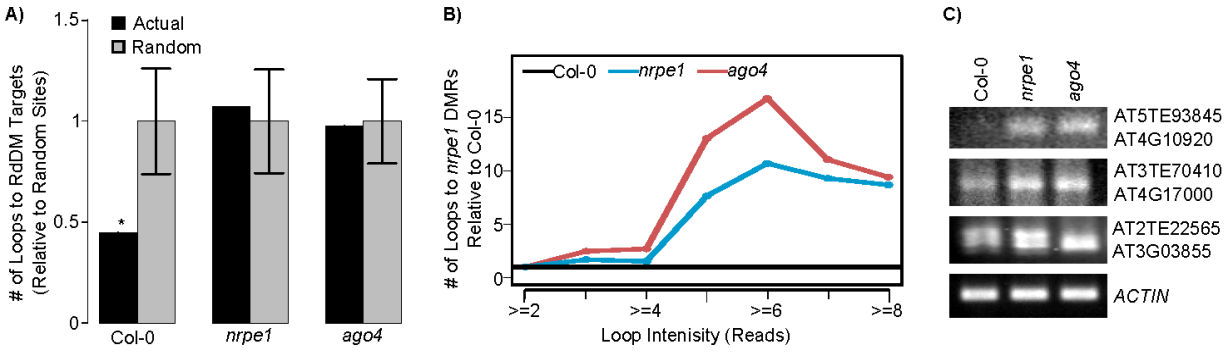 A)
# of Loops to RdDM Targets
(Relative to Random Sites)
1.5
1
0.5
0
Actual
Random
*
Col-0
nrpe1
ago4
B)
# of Loops to nrpe1 DMRs
Relative to Col-0
15
10
5
0
Col-0
nrpe1
ago4
>=2
>=4
>=6
>=8
Loop Intenisity (Reads)
C)
Col-0
nrpe1
ago4
AT5TE93845
AT4G10920
AT3TE70410
AT4G17000
AT2TE22565
AT3G03855
ACTIN